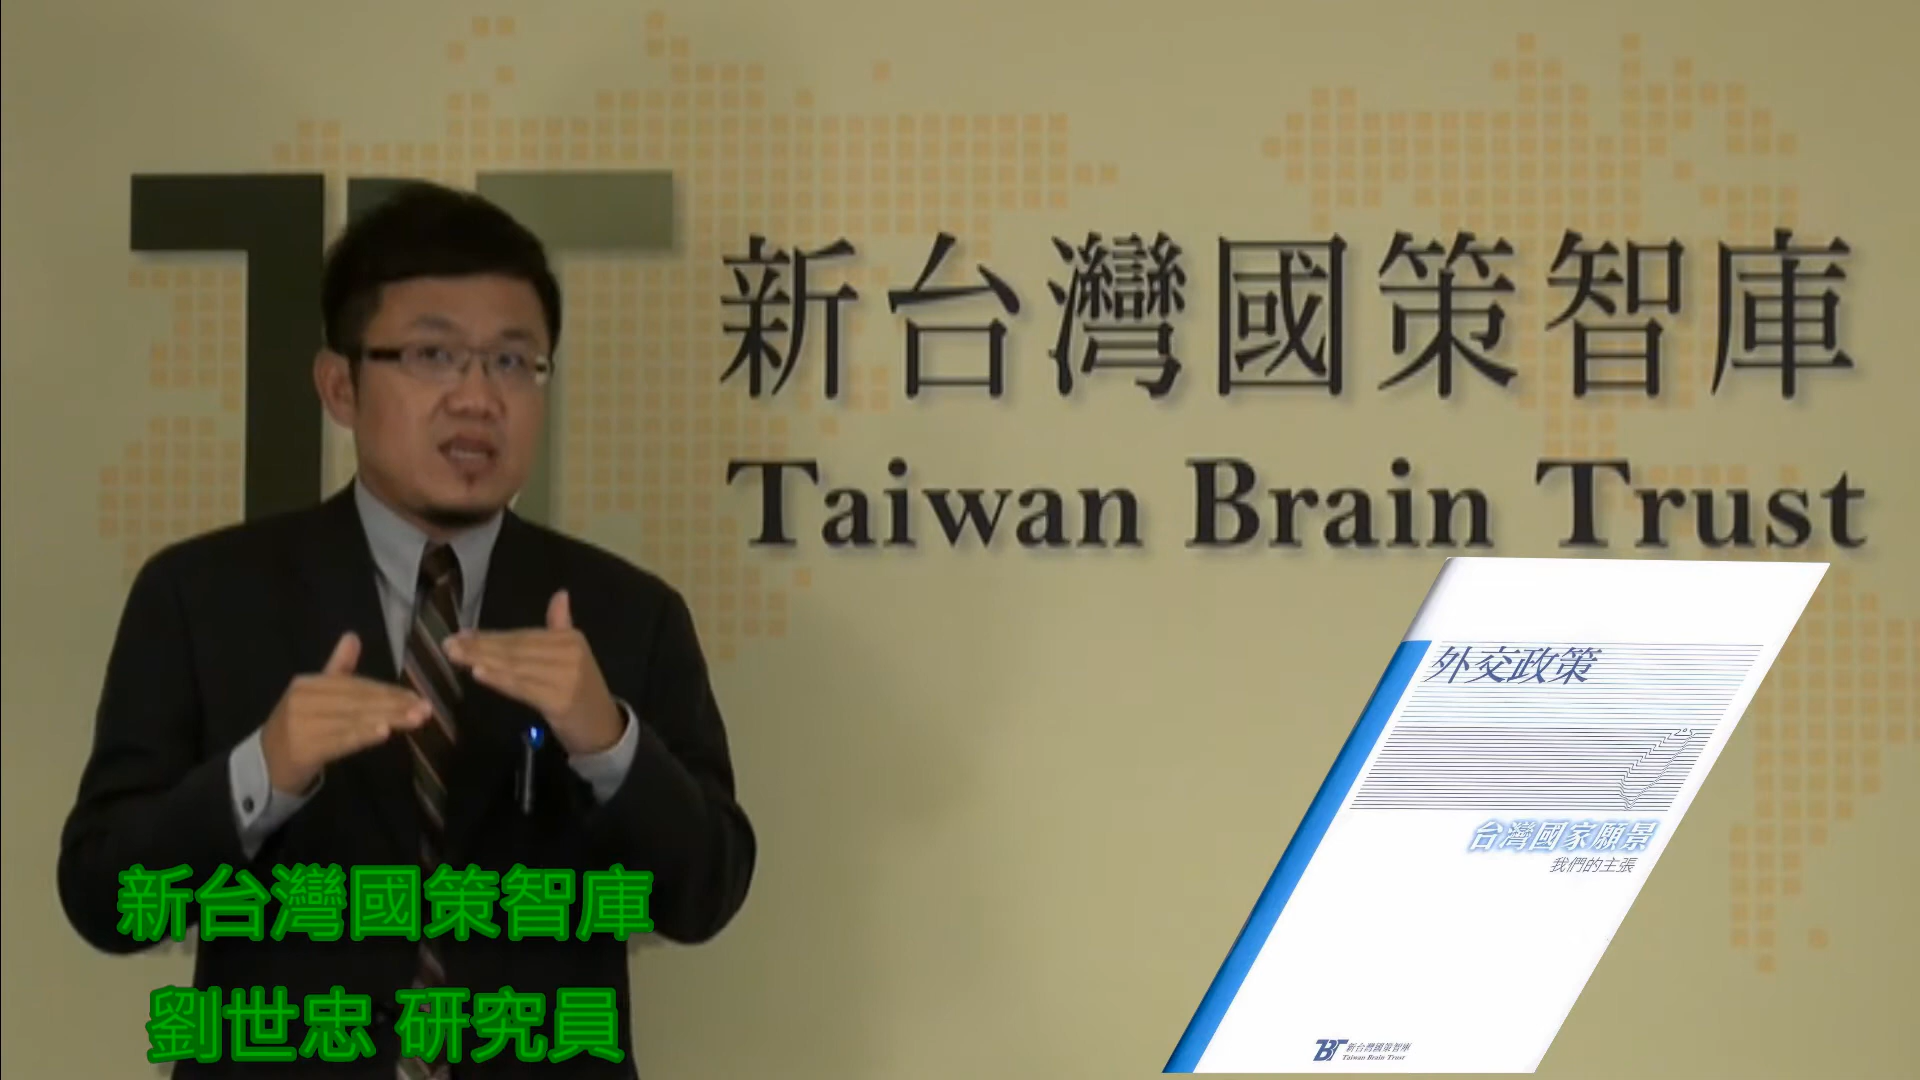 新台灣國策智庫
Taiwan Brain Trust
外交政策
台灣國家願景
我們的主張
TBT 新台灣國策智庫
Taiwan Brain Trust
新台灣國策智庫
劉世忠 研究員